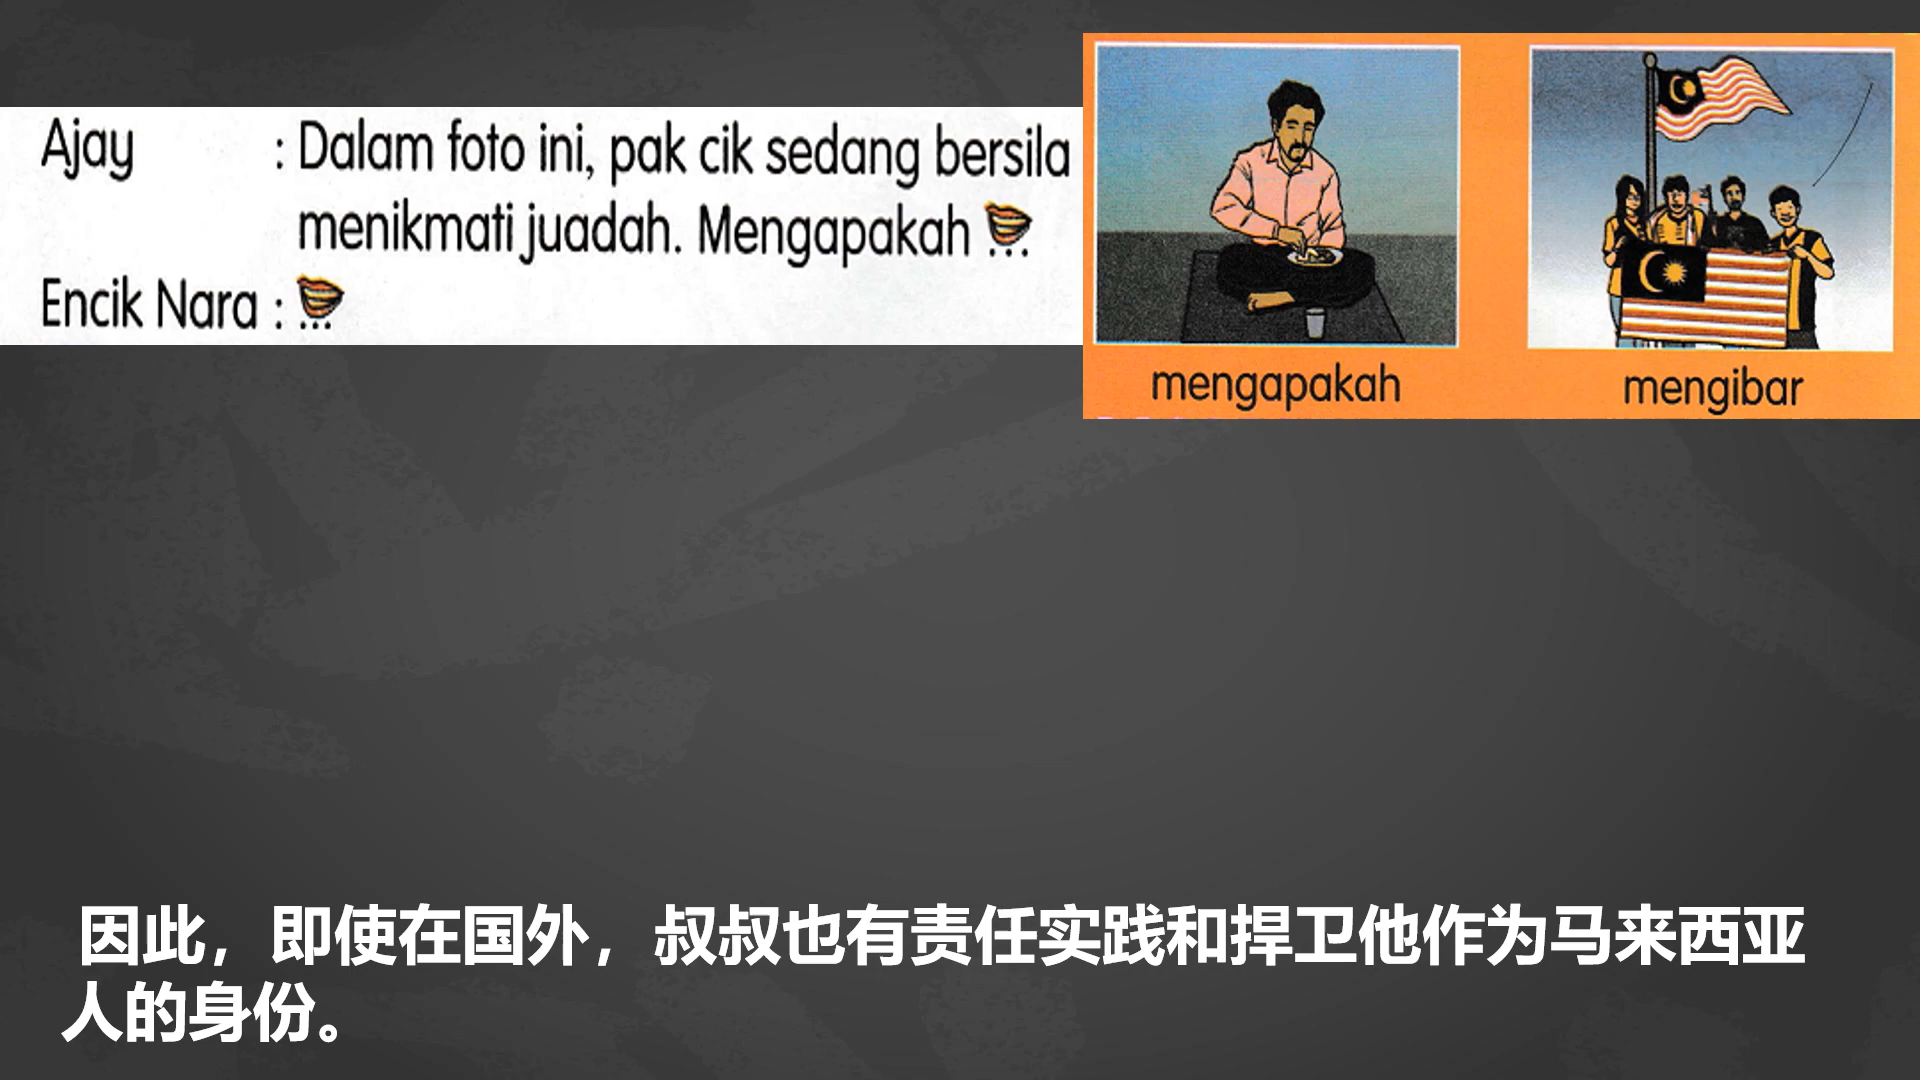 Ajay : Dalam foto ini, pak cik sedang bersila
menikmati juadah. Mengapakah ...
Encik Nara : ...
mengapakah
mengibar
因此，即使在国外，叔叔也有责任实践和捍卫他作为马来西亚
人的身份。